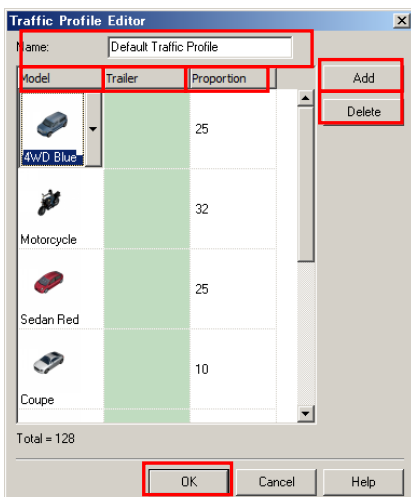 Traffic Profile Editor
Name: Default Traffic Profile
Model Trailer Proportion Add
Delete
25
4WD Blue
32
Motorcycle
25
Sedan Red
10
Coupe
Total = 128
OK Cancel Help